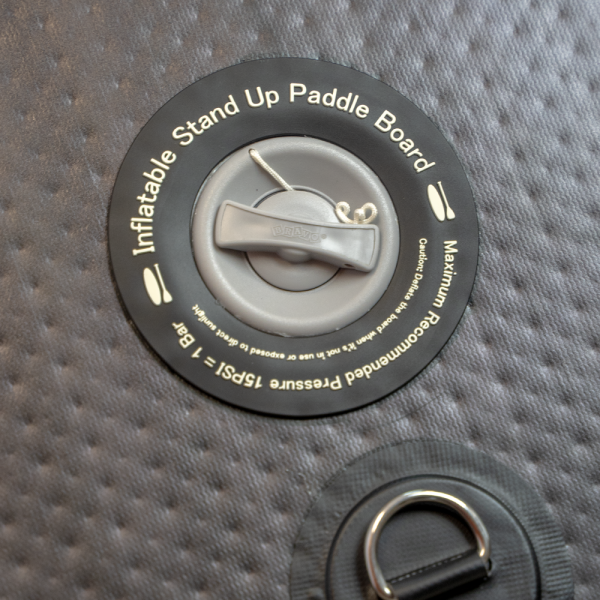 Inflatable Stand Up Paddle Board
Maximum Recommended Pressure 15PSI = 1 Bar
Caution: Deflate the board when it's not in use or exposed to direct sunlight